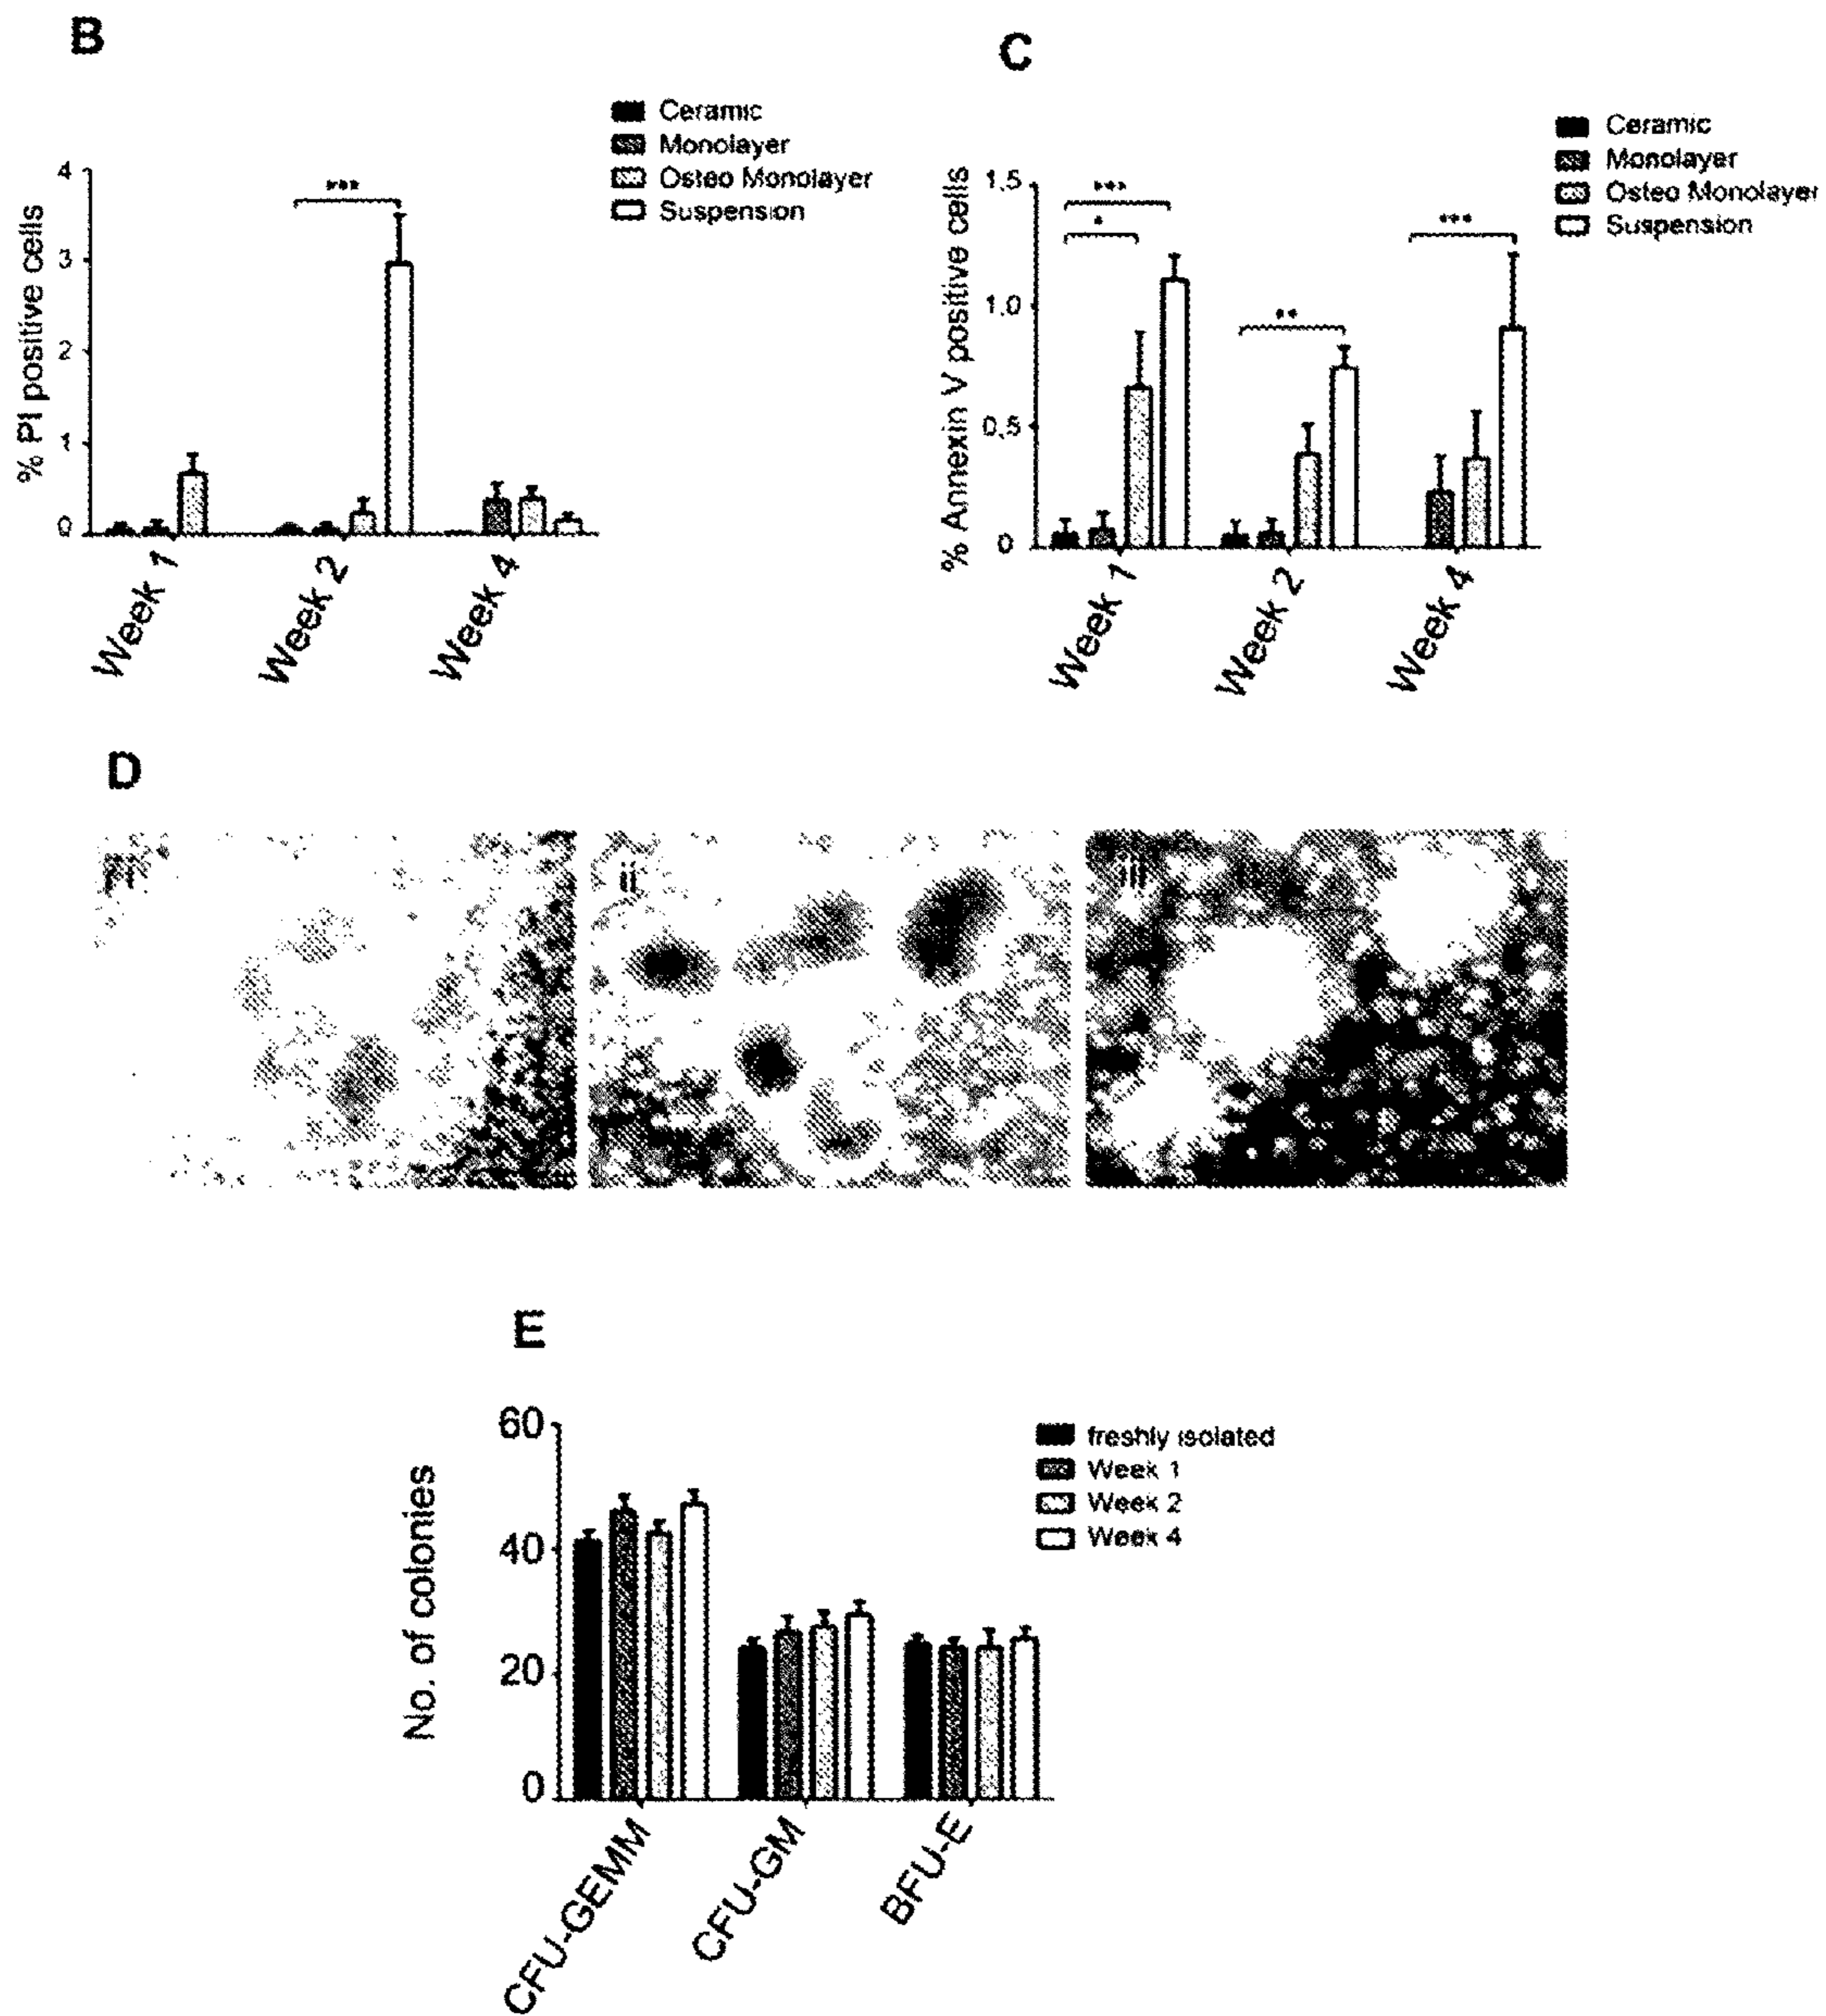 B
Ceramic
Monolayer
Osteo Monolayer
Suspension
% PI positive cells
4
3
2
1
0
***
Week 1
Week 2
Week 4
C
Ceramic
Monolayer
Osteo Monolayer
Suspension
% Annexin V positive cells
1.5
1.0
0.5
0
***
*
**
***
Week 1
Week 2
Week 4
D
ii
iii
E
freshly isolated
Week 1
Week 2
Week 4
No. of colonies
60
40
20
0
CFU-GEMM
CFU-GM
BFU-E